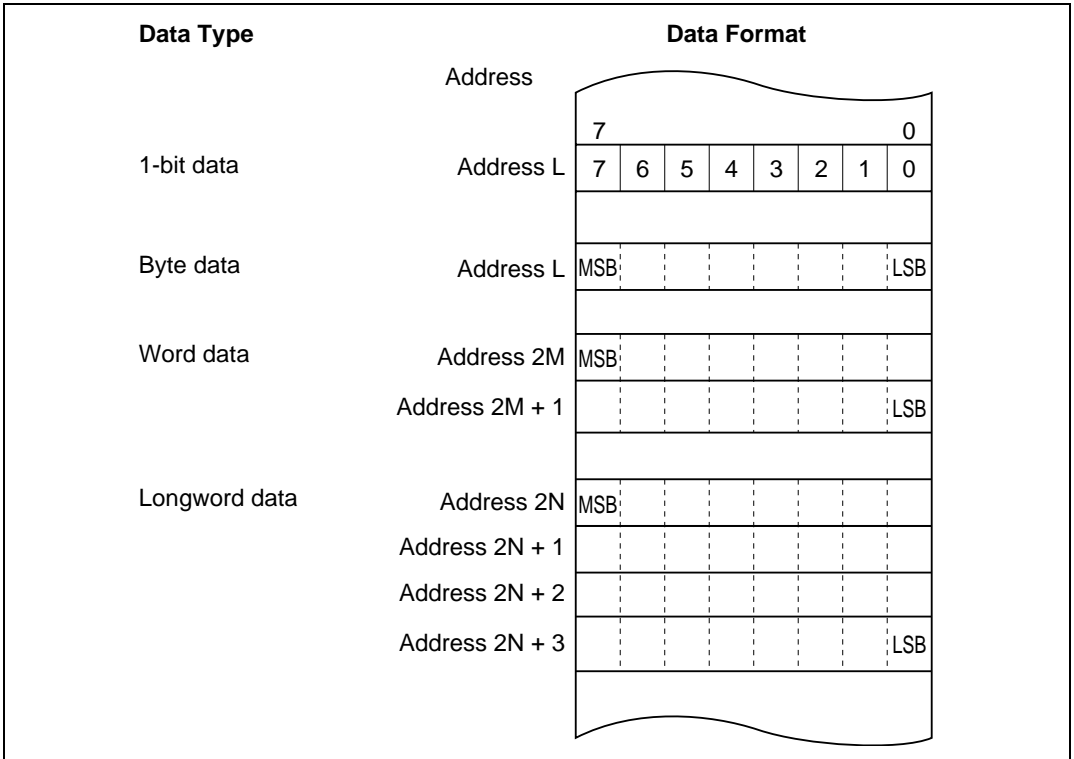 Data Type Data Format
Address
7 0
1-bit data Address L 7 6 5 4 3 2 1 0
Byte data Address L MSB LSB
Word data Address 2M MSB
Address 2M + 1 LSB
Longword data Address 2N MSB
Address 2N + 1
Address 2N + 2
Address 2N + 3 LSB